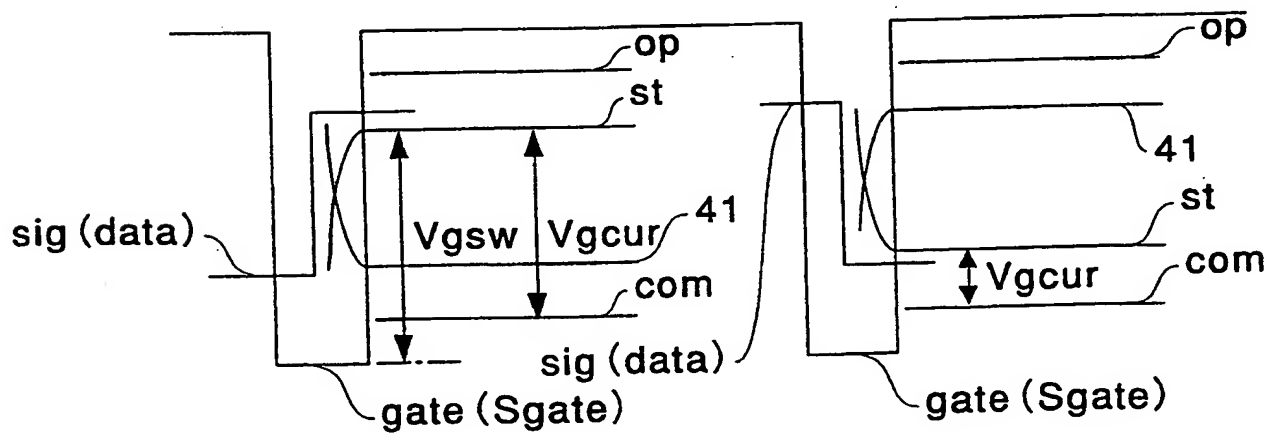 op
st
sig (data)
Vgsw
Vgcur
41
com
gate (Sgate)
op
41
st
Vgcur
com
sig (data)
gate (Sgate)